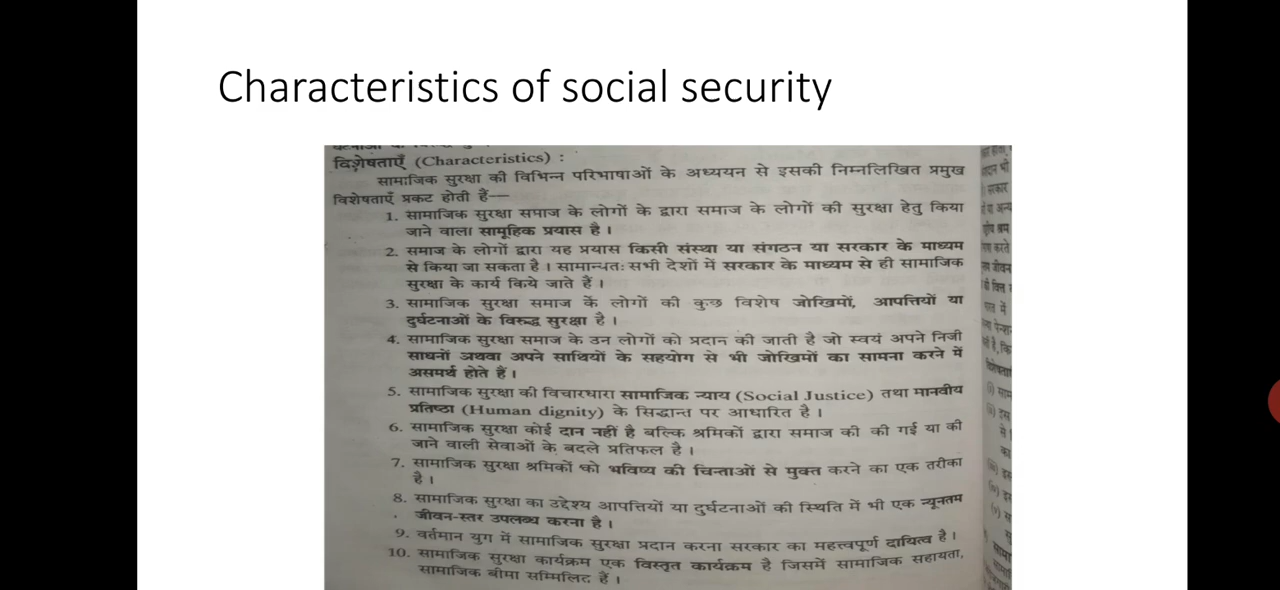 Characteristics of social security
विशेषताएँ (Characteristics) :
सामाजिक सुरक्षा की विभिन्न परिभाषाओं के अध्ययन से इसकी निम्नलिखित प्रमुख
विशेषताएँ प्रकट होती हैं—
1. सामाजिक सुरक्षा समाज के लोगों के द्वारा समाज के लोगों की सुरक्षा हेतु किया
जाने वाला सामूहिक प्रयास है।
2. समाज के लोगों द्वारा यह प्रयास किसी संस्था या संगठन या सरकार के माध्यम
से किया जा सकता है। सामान्यतः सभी देशों में सरकार के माध्यम से ही सामाजिक
सुरक्षा के कार्य किये जाते हैं।
3. सामाजिक सुरक्षा समाज के लोगों की कुछ विशेष जोखिमों, आपत्तियों या
दुर्घटनाओं के विरुद्ध सुरक्षा है।
4. सामाजिक सुरक्षा समाज के उन लोगों को प्रदान की जाती है जो स्वयं अपने निजी
साधनों अथवा अपने साथियों के सहयोग से भी जोखिमों का सामना करने में
असमर्थ होते हैं।
5. सामाजिक सुरक्षा की विचारधारा सामाजिक न्याय (Social Justice) तथा मानवीय
प्रतिष्ठा (Human dignity) के सिद्धान्त पर आधारित है।
6. सामाजिक सुरक्षा कोई दान नहीं है बल्कि श्रमिकों द्वारा समाज की की गई या की
जाने वाली सेवाओं के बदले प्रतिफल है।
7. सामाजिक सुरक्षा श्रमिकों को भविष्य की चिन्ताओं से मुक्त करने का एक तरीका
है।
8. सामाजिक सुरक्षा का उद्देश्य आपत्तियों या दुर्घटनाओं की स्थिति में भी एक न्यूनतम
जीवन-स्तर उपलब्ध करना है।
9. वर्तमान युग में सामाजिक सुरक्षा प्रदान करना सरकार का महत्त्वपूर्ण दायित्व है।
10. सामाजिक सुरक्षा कार्यक्रम एक विस्तृत कार्यक्रम है जिसमें सामाजिक सहायता,
सामाजिक बीमा सम्मिलित हैं।